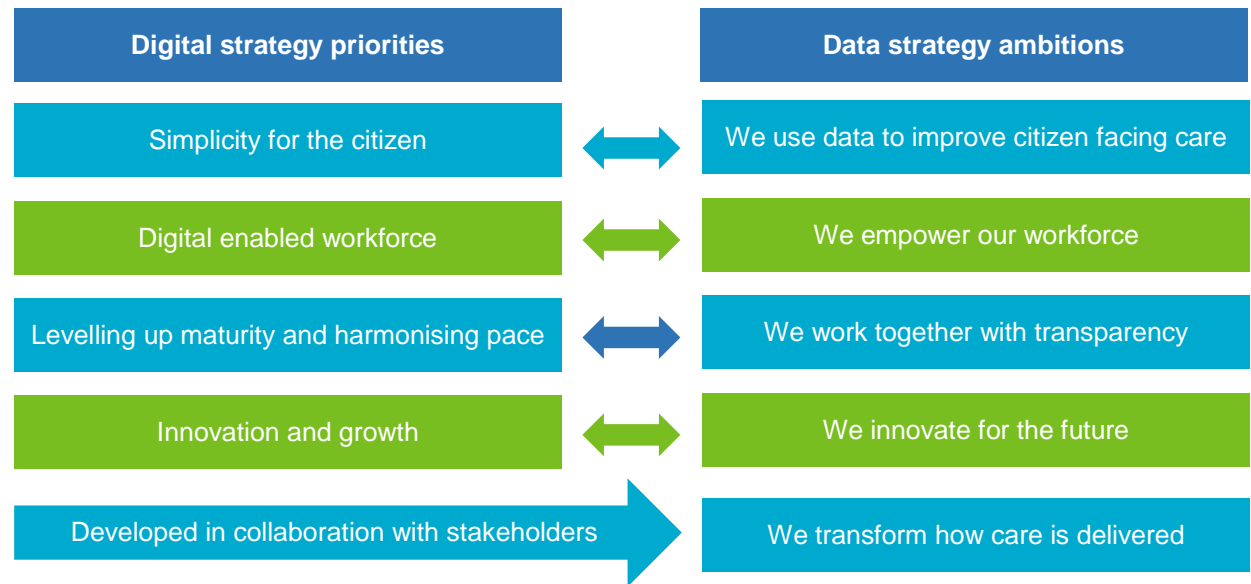 Digital strategy priorities
Data strategy ambitions
Simplicity for the citizen
We use data to improve citizen facing care
Digital enabled workforce
We empower our workforce
Levelling up maturity and harmonising pace
We work together with transparency
Innovation and growth
We innovate for the future
Developed in collaboration with stakeholders
We transform how care is delivered